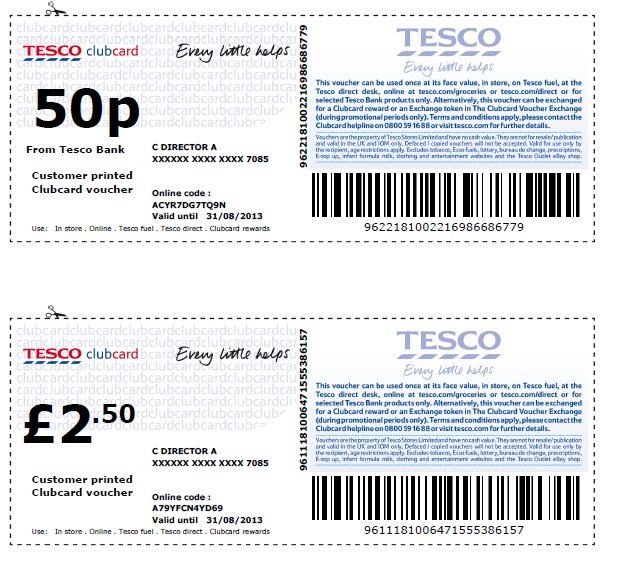 TESCO clubcard Every little helps
50p
From Tesco Bank
C DIRECTOR A
XXXXXX XXXX XXXX 7085
Customer printed
Clubcard voucher
Online code :
ACYR7DG7TQ9N
Valid until 31/08/2013
Use: In store . Online . Tesco fuel . Tesco direct . Clubcard rewards
9622181002216986686779
TESCO
Every little helps
This voucher can be used once at its face value, in store, on Tesco fuel, at the
Tesco direct desk, online at tesco.com/groceries or tesco.com/direct or for
selected Tesco Bank products only. Alternatively, this voucher can be exchanged
for a Clubcard reward or an Exchange token in The Clubcard Voucher Exchange
(during promotional periods only). Terms and conditions apply, please contact the
Clubcard helpline on 0800 59 16 88 or visit tesco.com for further details.
Vouchers are the property of Tesco Stores Limited and have no cash value. They are not for resale/publication
and valid in the UK and IOM only. Defaced / copied vouchers will not be accepted. Valid for use only by
the recipient, age restrictions apply. Excludes tobacco, Esso fuels, lottery, bureau de change, prescriptions,
E-top up, infant formula milk, clothing and entertainment websites and the Tesco Outlet eBay shop.
9622181002216986686779
clubcardclubcardclubcardclubcardclubcard
TESCO clubcard Every little helps
£2.50
C DIRECTOR A
XXXXXX XXXX XXXX 7085
Customer printed
Clubcard voucher
Online code :
A79YFCN4YD69
Valid until 31/08/2013
Use: In store . Online . Tesco fuel . Tesco direct . Clubcard rewards
9611181006471555386157
TESCO
Every little helps
This voucher can be used once at its face value, in store, on Tesco fuel, at the
Tesco direct desk, online at tesco.com/groceries or tesco.com/direct or for
selected Tesco Bank products only. Alternatively, this voucher can be exchanged
for a Clubcard reward or an Exchange token in The Clubcard Voucher Exchange
(during promotional periods only). Terms and conditions apply, please contact the
Clubcard helpline on 0800 59 16 88 or visit tesco.com for further details.
Vouchers are the property of Tesco Stores Limited and have no cash value. They are not for resale/publication
and valid in the UK and IOM only. Defaced / copied vouchers will not be accepted. Valid for use only by
the recipient, age restrictions apply. Excludes tobacco, Esso fuels, lottery, bureau de change, prescriptions,
E-top up, infant formula milk, clothing and entertainment websites and the Tesco Outlet eBay shop.
9611181006471555386157